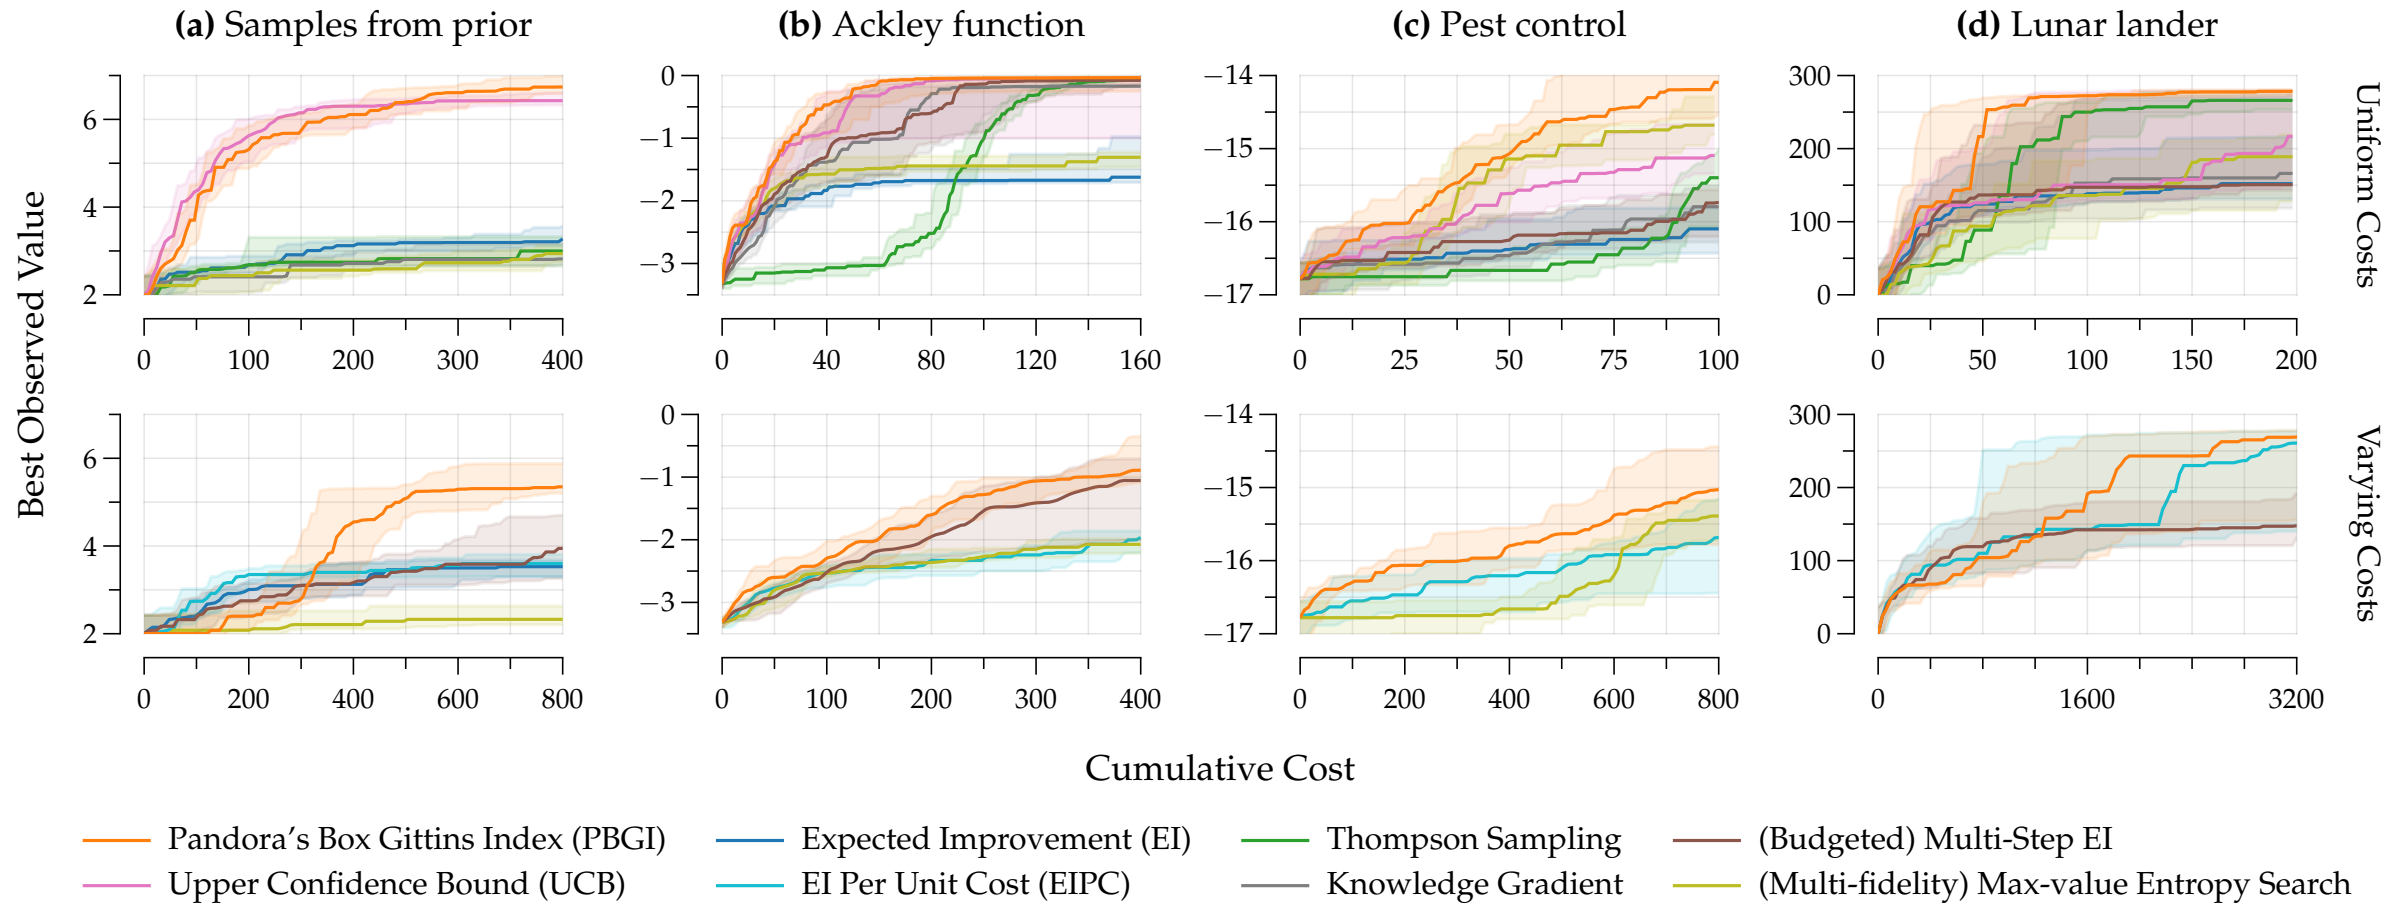 (a) Samples from prior
(b) Ackley function
(c) Pest control
(d) Lunar lander
Best Observed Value
6
4
2
0 100 200 300 400
0
−1
−2
−3
0 40 80 120 160
−14
−15
−16
−17
0 25 50 75 100
300
200
100
0
0 50 100 150 200
Uniform Costs
6
4
2
0 200 400 600 800
0
−1
−2
−3
0 100 200 300 400
−14
−15
−16
−17
0 200 400 600 800
300
200
100
0
0 1600 3200
Varying Costs
Cumulative Cost
Pandora’s Box Gittins Index (PBGI)
Expected Improvement (EI)
Thompson Sampling
(Budgeted) Multi-Step EI
Upper Confidence Bound (UCB)
EI Per Unit Cost (EIPC)
Knowledge Gradient
(Multi-fidelity) Max-value Entropy Search